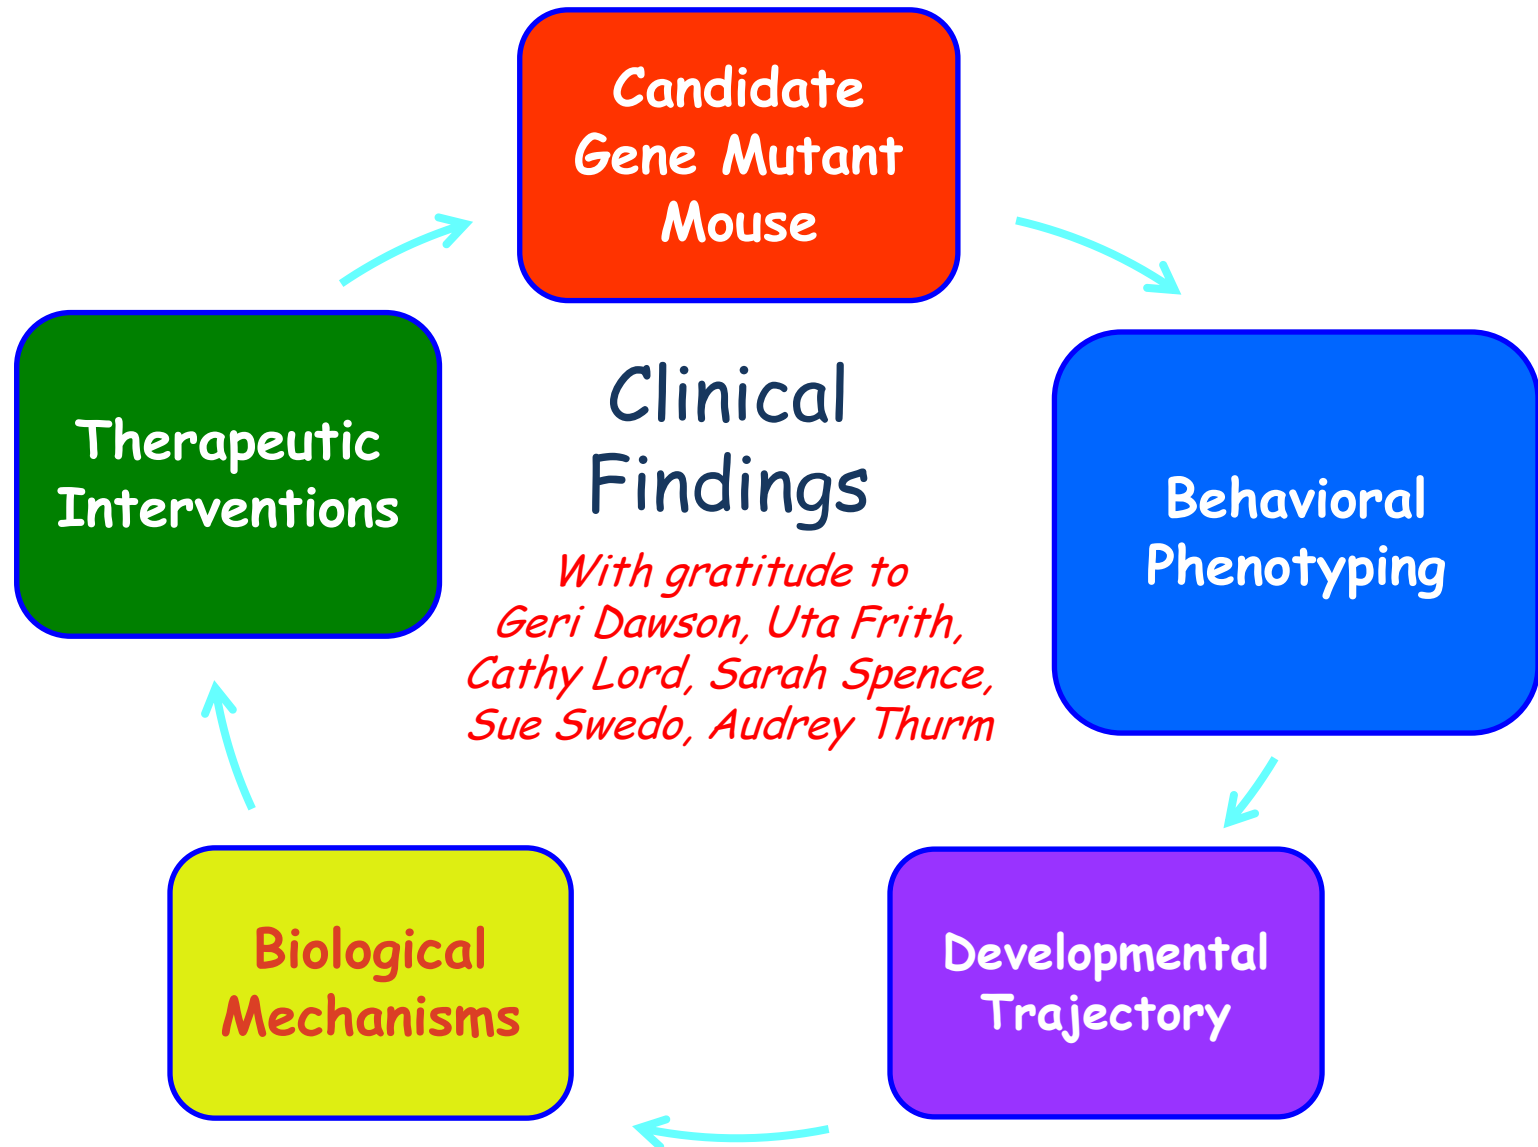 Candidate
Gene Mutant
Mouse
Therapeutic
Interventions
Clinical
Findings
With gratitude to
Geri Dawson, Uta Frith,
Cathy Lord, Sarah Spence,
Sue Swedo, Audrey Thurm
Behavioral
Phenotyping
Biological
Mechanisms
Developmental
Trajectory